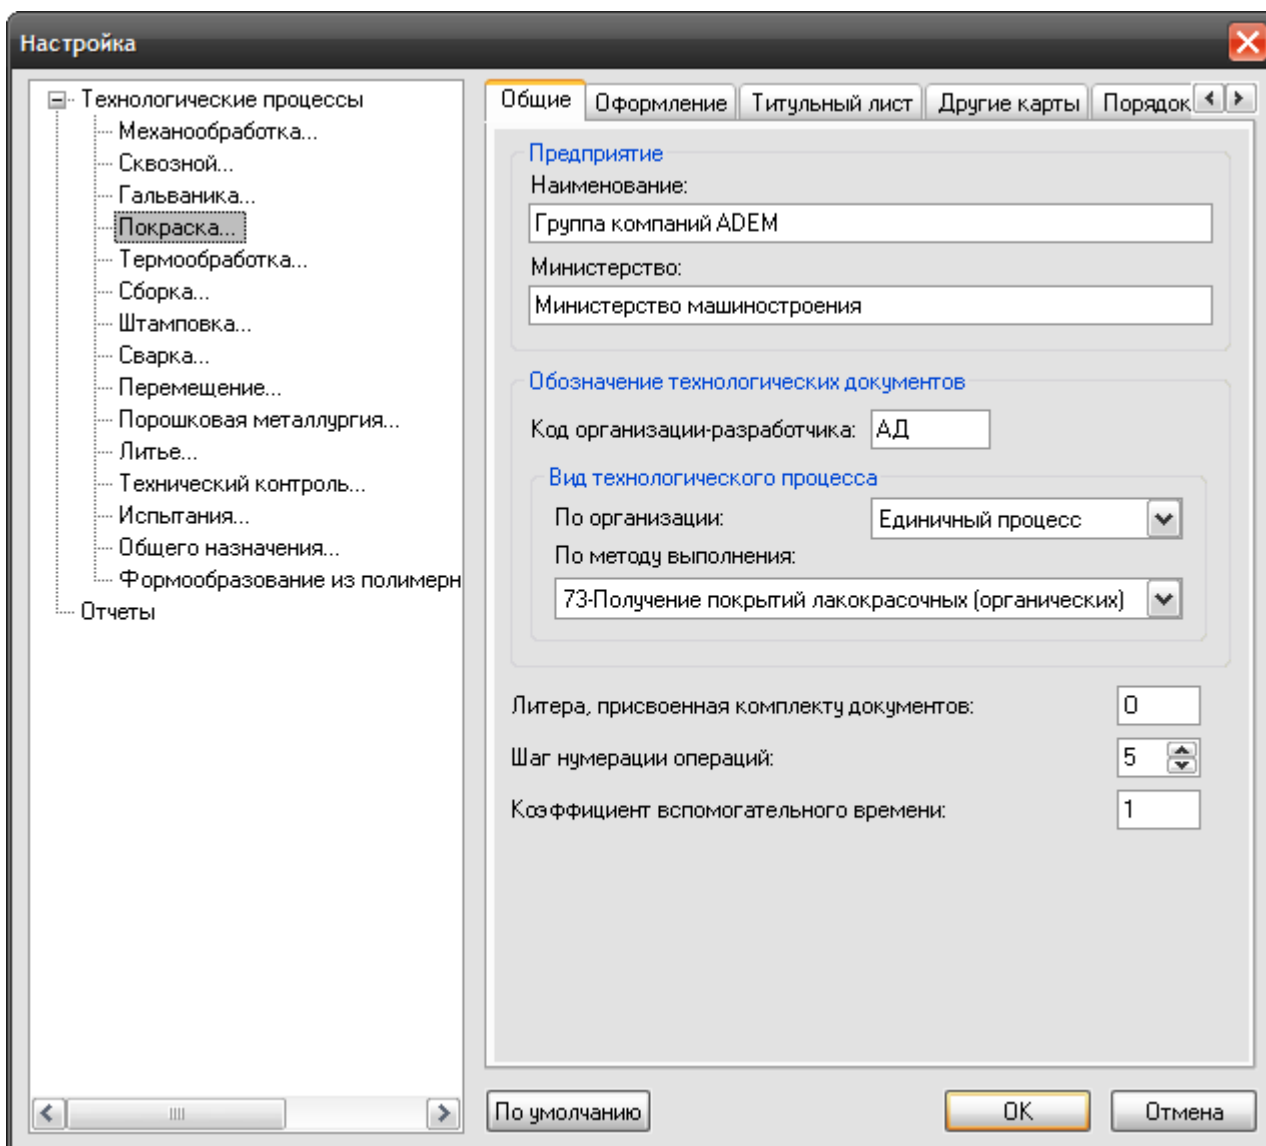 Настройка
Технологические процессы
Механообработка...
Сквозной...
Гальваника...
Покраска...
Термообработка...
Сборка...
Штамповка...
Сварка...
Перемещение...
Порошковая металлургия...
Литье...
Технический контроль...
Испытания...
Общего назначения...
Формообразование из полимерн
Отчеты
Общие Оформление Титульный лист Другие карты Порядок
Предприятие
Наименование:
Группа компаний ADEM
Министерство:
Министерство машиностроения
Обозначение технологических документов
Код организации-разработчика: АД
Вид технологического процесса
По организации: Единичный процесс
По методу выполнения:
73-Получение покрытий лакокрасочных (органических)
Литера, присвоенная комплекту документов: О
Шаг нумерации операций: 5
Коэффициент вспомогательного времени: 1
По умолчанию OK Отмена